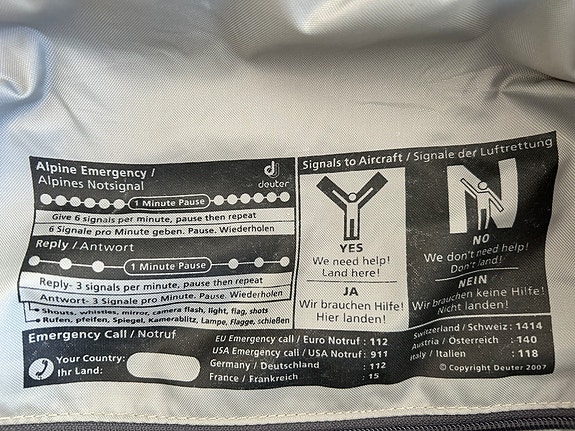 Alpine Emergency /
Alpines Notsignal
deuter
1 Minute Pause
Give 6 signals per minute, pause then repeat
6 Signale pro Minute geben. Pause. Wiederholen
Reply / Antwort
1 Minute Pause
Reply- 3 signals per minute, pause then repeat
Antwort- 3 Signale pro Minute. Pause. Wiederholen
Shouts, whistles, mirror, camera flash, light, flag, shots
Rufen, pfeifen, Spiegel, Kamerablitz, Lampe, Flagge, schießen
Signals to Aircraft / Signale der Luftrettung
YES
We need help!
Land here!
JA
Wir brauchen Hilfe!
Hier landen!
N
NO
We don't need help!
Don't land!
NEIN
Wir brauchen keine Hilfe!
Nicht landen!
Emergency Call / Notruf
Your Country:
Ihr Land:
EU Emergency call / Euro Notruf : 112
USA Emergency call / USA Notruf : 911
Germany / Deutschland : 112
France / Frankreich : 15
Switzerland / Schweiz : 1414
Austria / Österreich : 140
Italy / Italien : 118
© Copyright Deuter 2007